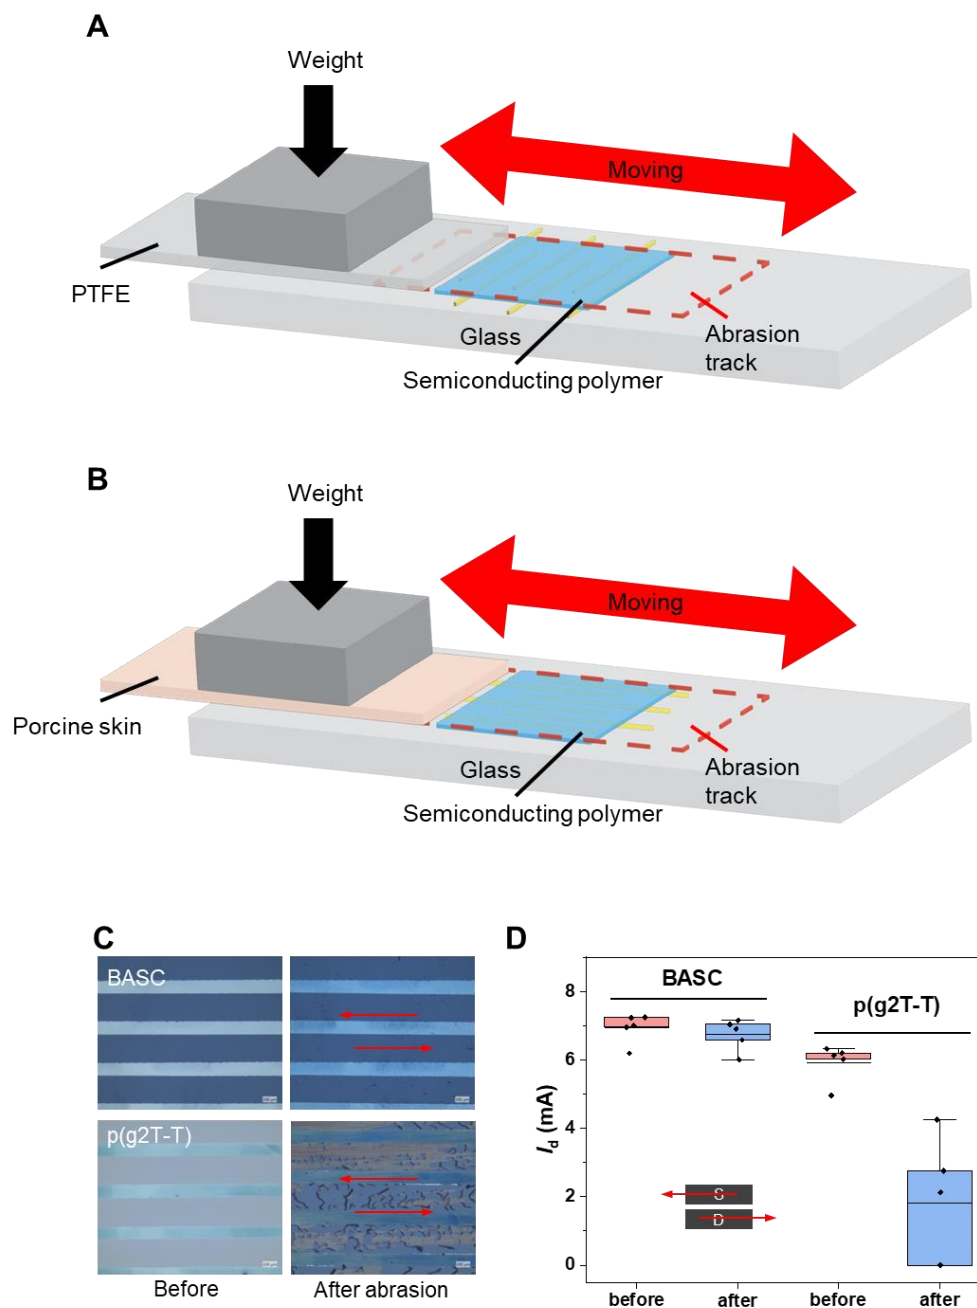 A
Weight
Moving
PTFE
Glass
Abrasion
track
Semiconducting polymer
B
Weight
Moving
Porcine skin
Glass
Abrasion
track
Semiconducting polymer
C
BASC
p(g2T-T)
Before
After abrasion
D
BASC
p(g2T-T)
8
6
4
2
0
I_d (mA)
S
D
before
after
before
after